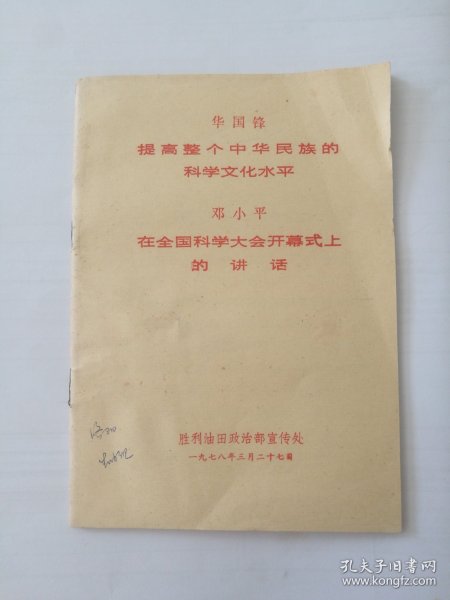 华国锋
提高整个中华民族的
科学文化水平
邓小平
在全国科学大会开幕式上
的讲话
胜利油田政治部宣传处
一九七八年三月二十七日
孔夫子旧书网
www.kongfz.com